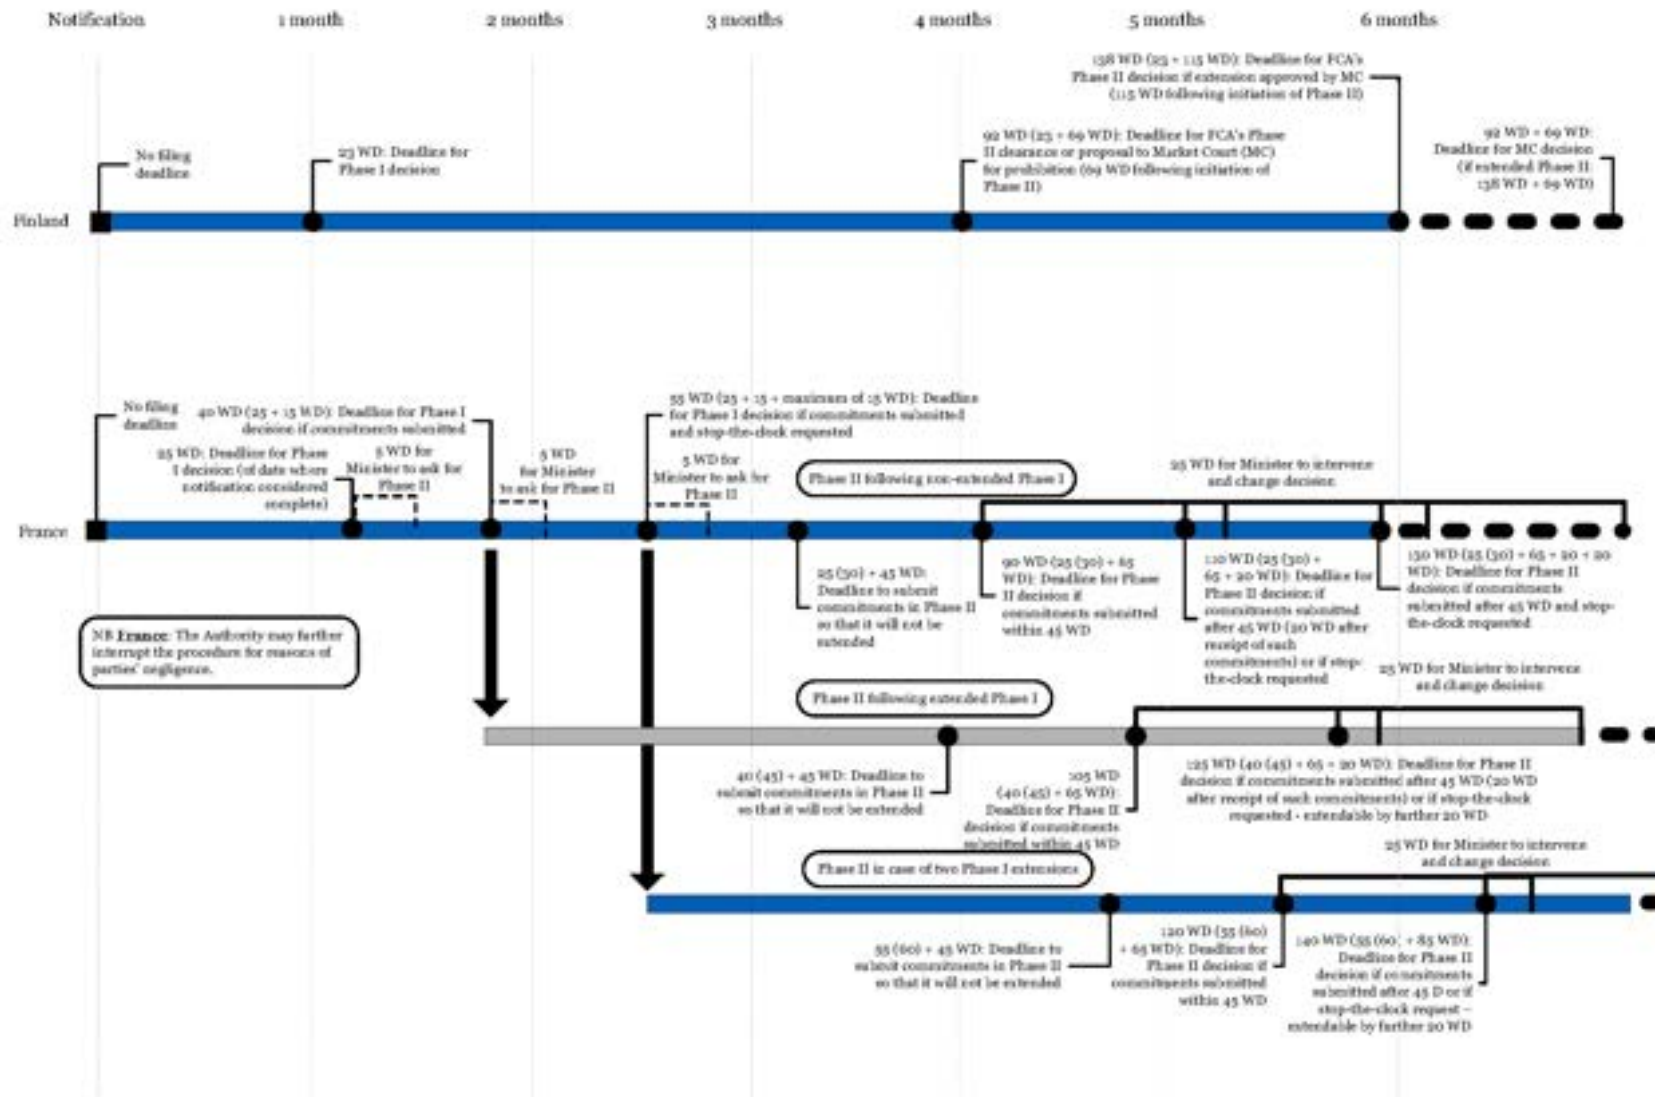 Notification
1 month
2 months
3 months
4 months
5 months
6 months
138 WD (23 + 115 WD): Deadline for FCA's
Phase II decision if extension approved by MC
(115 WD following initiation of Phase II)
No filing
deadline
23 WD: Deadline for
Phase I decision
92 WD (23 + 69 WD): Deadline for FCA's Phase
II clearance or proposal to Market Court (MC)
for prohibition (69 WD following initiation of
Phase II)
92 WD + 69 WD:
Deadline for MC decision
(if extended Phase II:
138 WD + 69 WD)
Finland
No filing
deadline
40 WD (25 + 15 WD): Deadline for Phase I
decision if commitments submitted
25 WD: Deadline for Phase
I decision (of date where
notification considered
complete)
5 WD for
Minister to ask for
Phase II
5 WD
for Minister
to ask for Phase II
55 WD (25 + 15 + maximum of 15 WD): Deadline
for Phase I decision if commitments submitted
and stop-the-clock requested
5 WD for
Minister to ask for
Phase II
Phase II following non-extended Phase I
25 WD for Minister to intervene
and change decision
France
25 (30) + 45 WD:
Deadline to submit
commitments in Phase II
so that it will not be
extended
90 WD (25 (30) + 65
WD): Deadline for Phase
II decision if
commitments submitted
within 45 WD
110 WD (25 (30) +
65 + 20 WD): Deadline for
Phase II decision if
commitments submitted
after 45 WD (20 WD after
receipt of such
commitments) or if stop-
the-clock requested
130 WD (25 (30) + 65 + 20 + 20
WD): Deadline for Phase II
decision if commitments
submitted after 45 WD and stop-
the-clock requested
NB France: The Authority may further
interrupt the procedure for reasons of
parties' negligence.
Phase II following extended Phase I
25 WD for Minister to intervene
and change decision
40 (45) + 45 WD: Deadline to
submit commitments in Phase II
so that it will not be extended
105 WD
(40 (45) + 65 WD):
Deadline for Phase II
decision if commitments
submitted within 45 WD
125 WD (40 (45) + 65 + 20 WD): Deadline for Phase II
decision if commitments submitted after 45 WD (20 WD
after receipt of such commitments) or if stop-the-clock
requested - extendable by further 20 WD
Phase II in case of two Phase I extensions
25 WD for Minister to intervene
and change decision
55 (60) + 45 WD: Deadline to
submit commitments in Phase II
so that it will not be extended
120 WD (55 (60)
+ 65 WD): Deadline for
Phase II decision if
commitments submitted
within 45 WD
140 WD (55 (60) + 85 WD):
Deadline for Phase II
decision if commitments
submitted after 45 D or if
stop-the-clock request –
extendable by further 20 WD